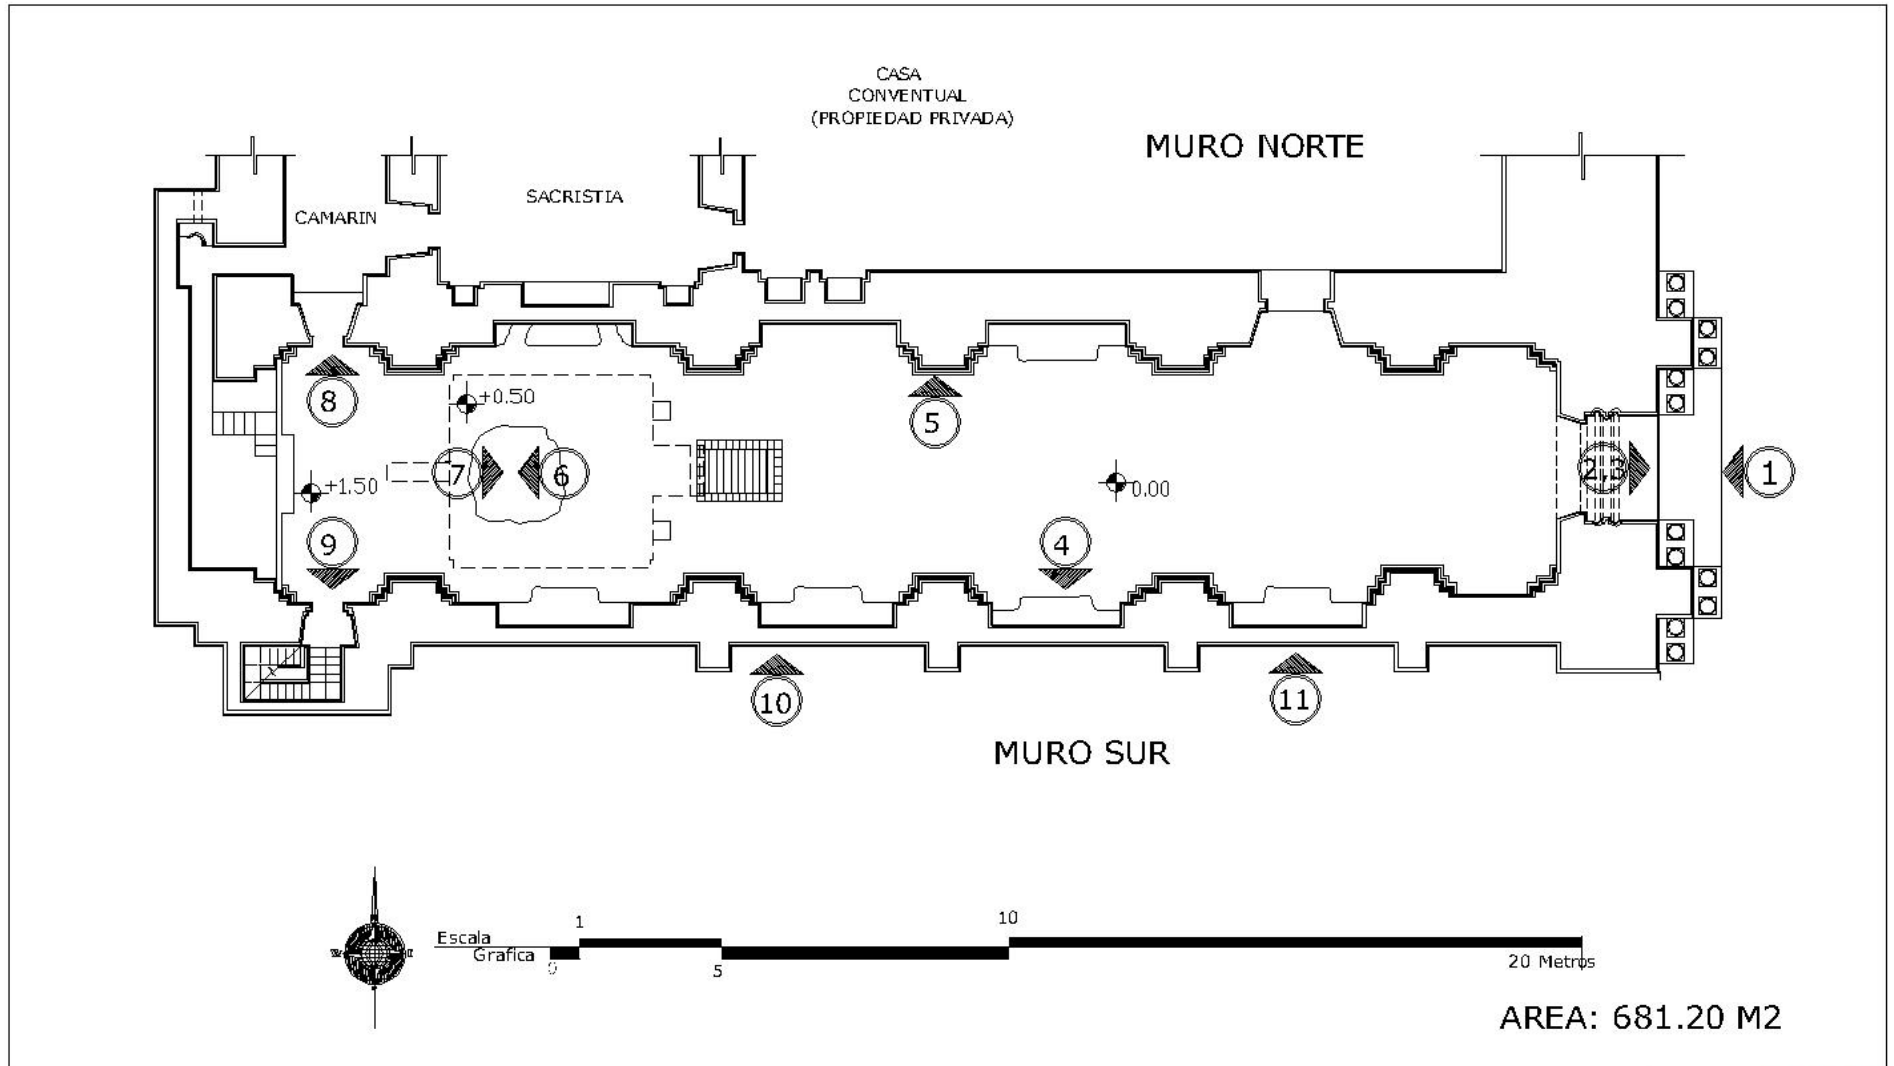 CASA
CONVENTUAL
(PROPIEDAD PRIVADA)
MURO NORTE
SACRISTIA
CAMARIN
8
+0.50
5
7
6
2,3
1
+1.50
0.00
9
4
10
11
MURO SUR
1
10
Escala
Grafica
0
5
20 Metros
AREA: 681.20 M2